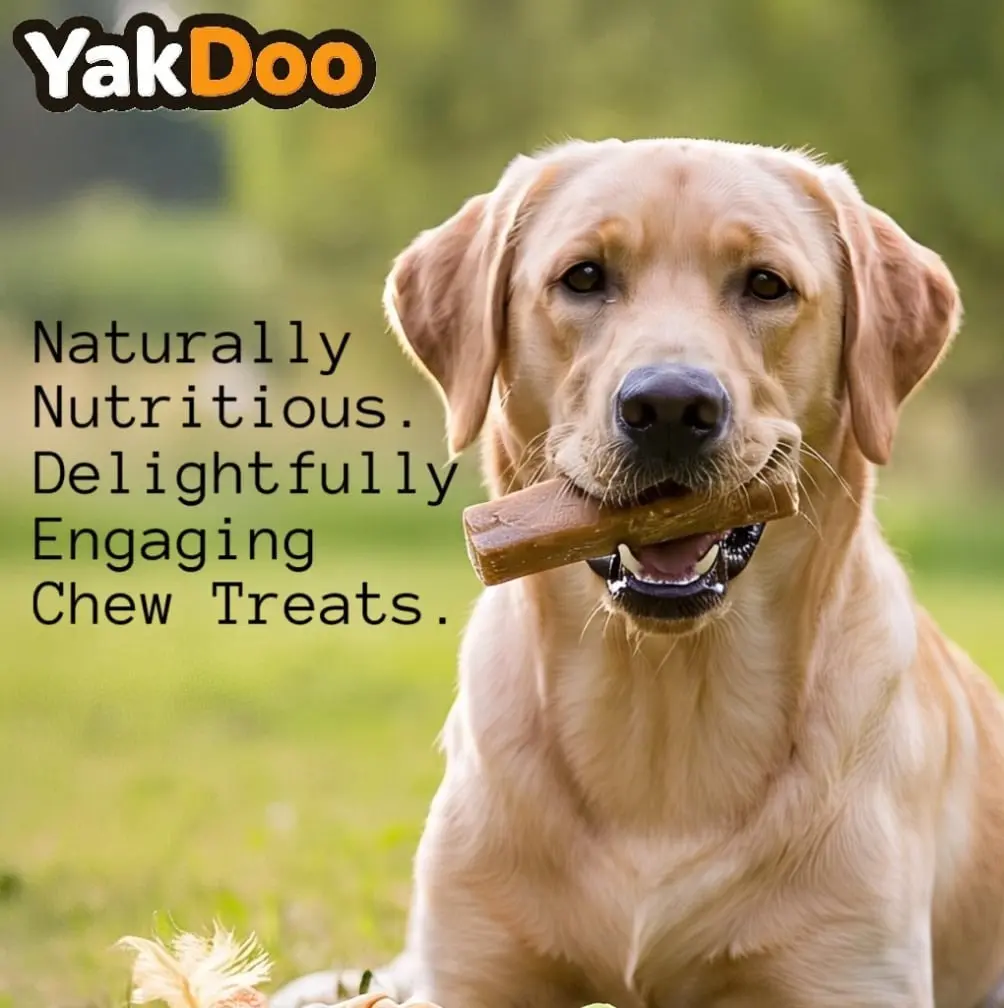 YakDoo
Naturally
Nutritious.
Delightfully
Engaging
Chew Treats.